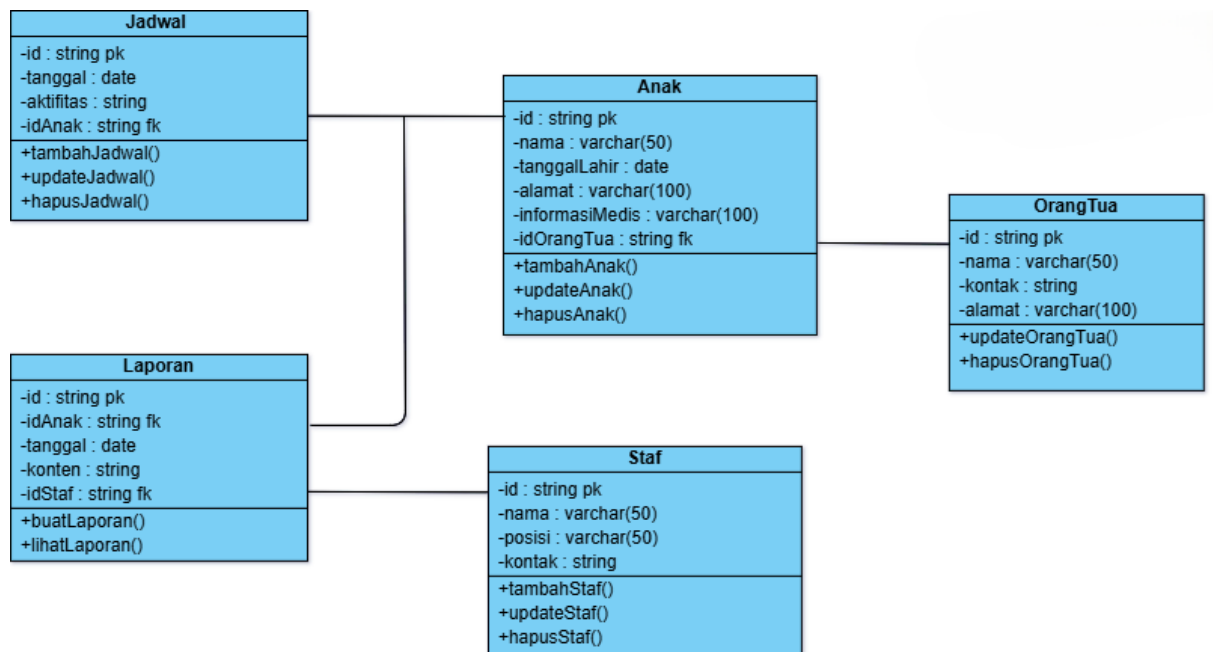 Jadwal
-id : string pk
-tanggal : date
-aktifitas : string
-idAnak : string fk
+tambahJadwal()
+updateJadwal()
+hapusJadwal()
Anak
-id : string pk
-nama : varchar(50)
-tanggalLahir : date
-alamat : varchar(100)
-informasiMedis : varchar(100)
-idOrangTua : string fk
+tambahAnak()
+updateAnak()
+hapusAnak()
OrangTua
-id : string pk
-nama : varchar(50)
-kontak : string
-alamat : varchar(100)
+updateOrangTua()
+hapusOrangTua()
Laporan
-id : string pk
-idAnak : string fk
-tanggal : date
-konten : string
-idStaf : string fk
+buatLaporan()
+lihatLaporan()
Staf
-id : string pk
-nama : varchar(50)
-posisi : varchar(50)
-kontak : string
+tambahStaf()
+updateStaf()
+hapusStaf()